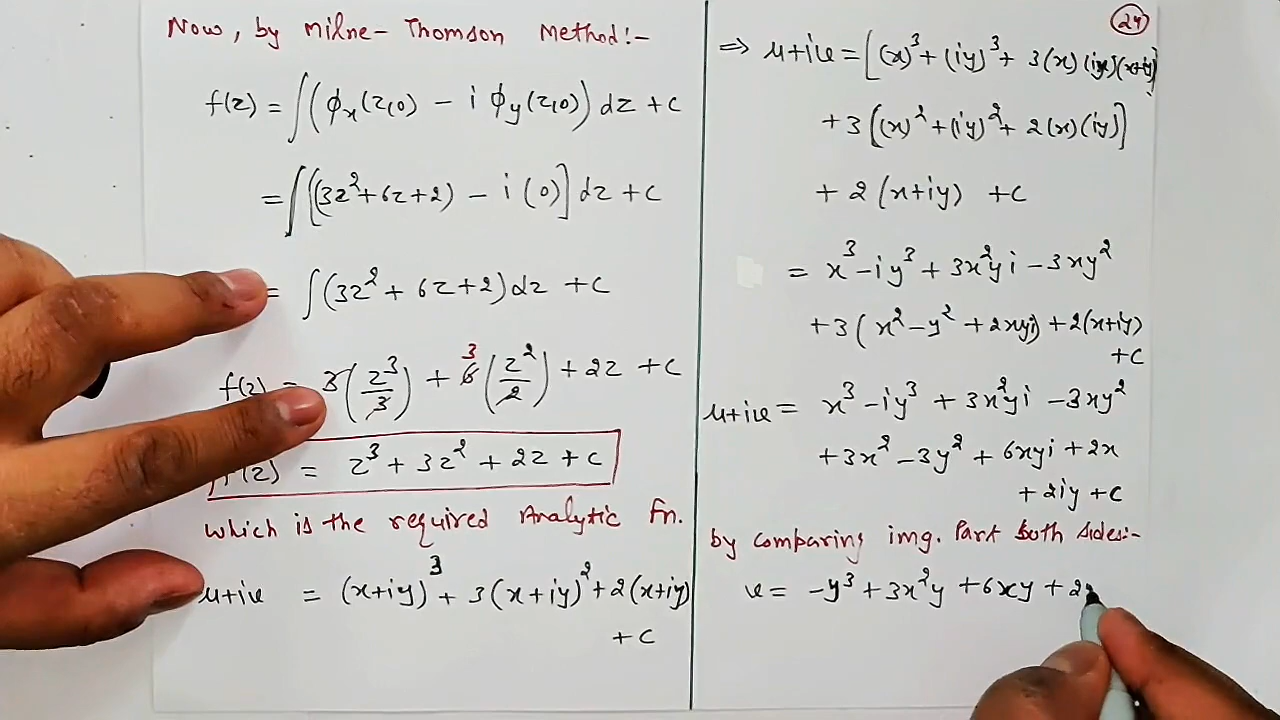 Now, by Milne-Thomson Method:-
f(z) = ∫(ϕx(z,0) - i ϕy(z,0)) dz + c
= ∫[(3z²+6z+2) - i (0)] dz + c
= ∫(3z² + 6z+2) dz + c
f(z) = 3(z³/3) + 3 6(z²/2) + 2z + c
f(z) = z³ + 3z² + 2z + c
which is the required Analytic fn.
u+iv = (x+iy)³ + 3(x+iy)² + 2(x+iy)
+ c
24
⇒ u+iv = [(x)³ + (iy)³ + 3(x)(iy)(x+iy)]
+ 3[(x)² + (iy)² + 2(x)(iy)]
+ 2(x+iy) + c
= x³ - iy³ + 3x²yi - 3xy²
+3(x² - y² + 2xyi) + 2(x+iy)
+ c
u+iv = x³ - iy³ + 3x²yi - 3xy²
+3x² - 3y² + 6xyi + 2x
+ 2iy + c
by comparing img. Part Both sides:-
v = -y³ + 3x²y + 6xy + 2